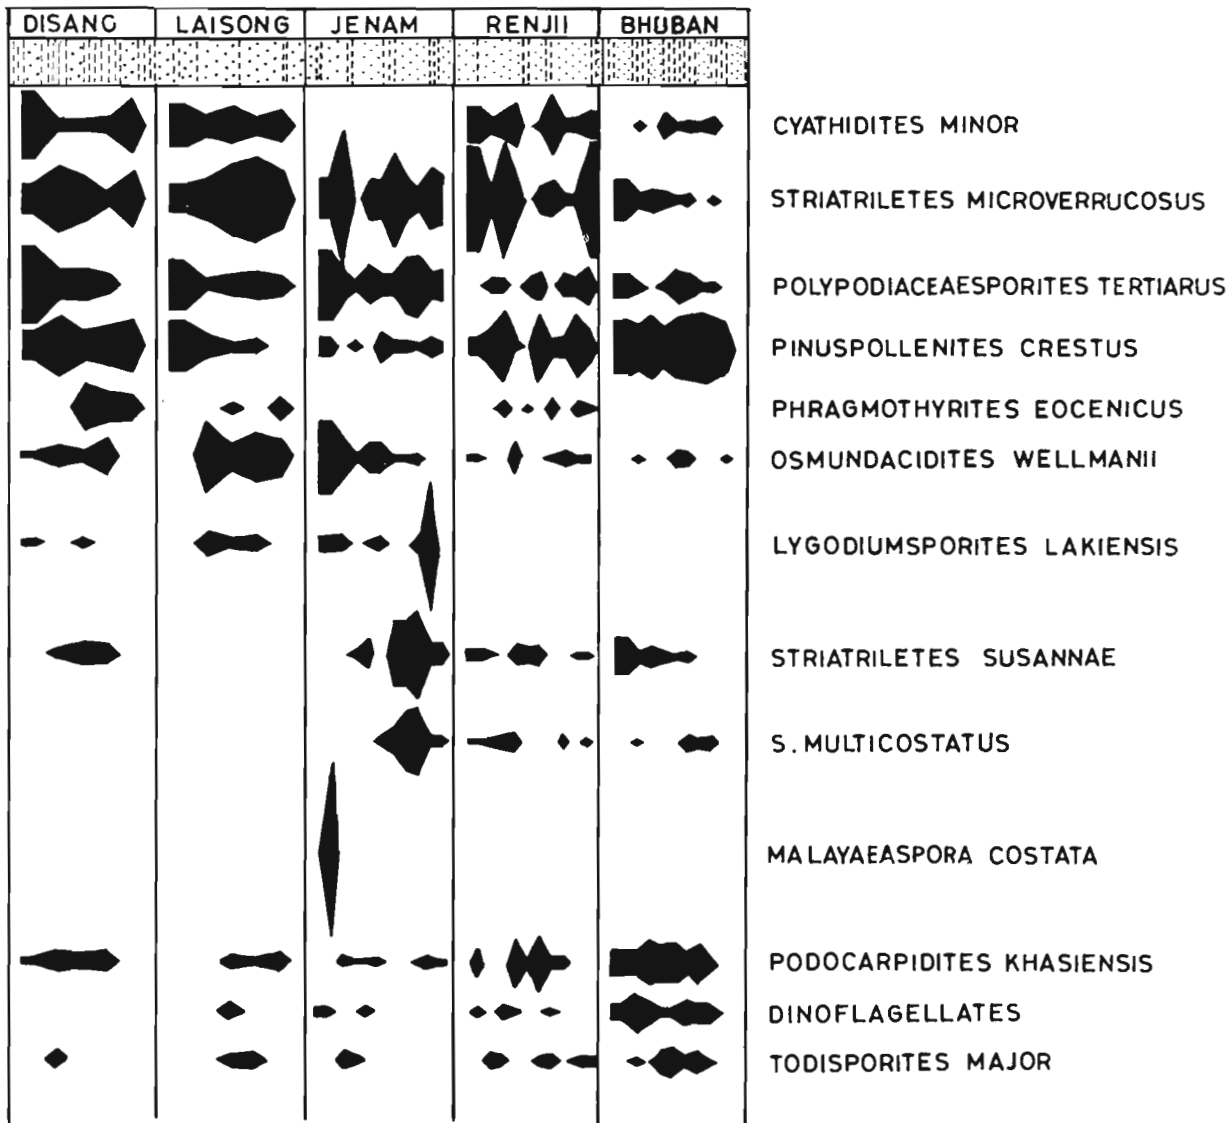 DISANG LAISONG JENAM RENJII BHUBAN
CYATHIDITES MINOR
STRIATRILETES MICROVERRUCOSUS
POLYPODIACEAESPORITES TERTIARUS
PINUSPOLLENITES CRESTUS
PHRAGMOTHYRITES EOCENICUS
OSMUNDACIDITES WELLMANII
LYGODIUMSPORITES LAKIENSIS
STRIATRILETES SUSANNAE
S. MULTICOSTATUS
MALAYAEASPORA COSTATA
PODOCARPIDITES KHASIENSIS
DINOFLAGELLATES
TODISPORITES MAJOR